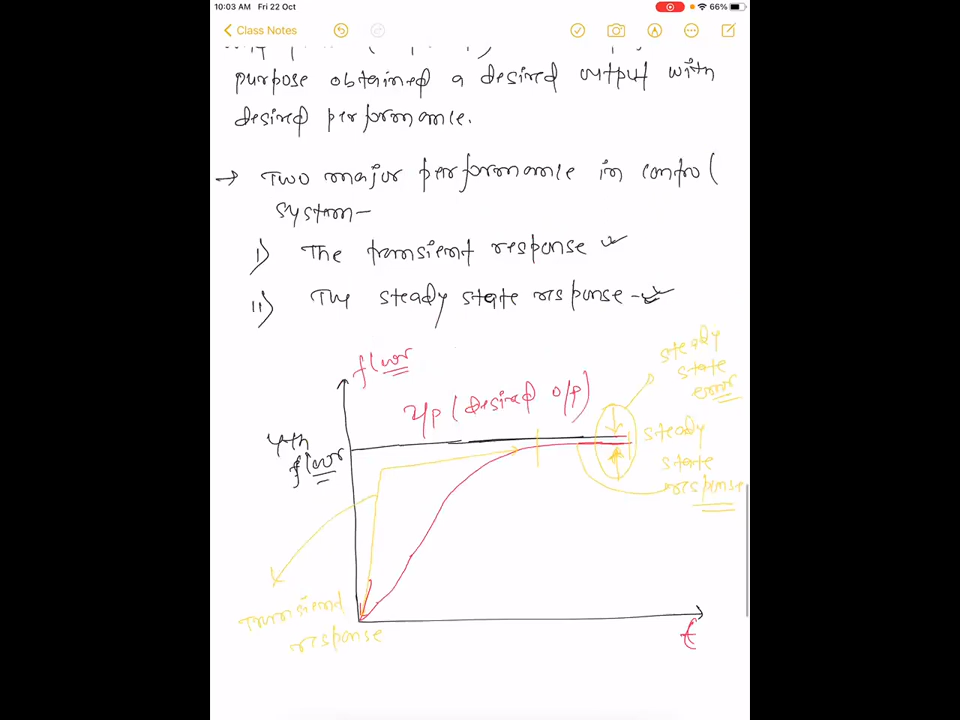 10:03 AM Fri 22 Oct
66%
Class Notes
purpose obtained a desired output with
desired performance.
→ Two major performance in control
system-
i) The transient response
ii) The steady state response
floor
i/p (desired o/p)
4th
floor
steady
state
error
steady
state
response
transient
response
t